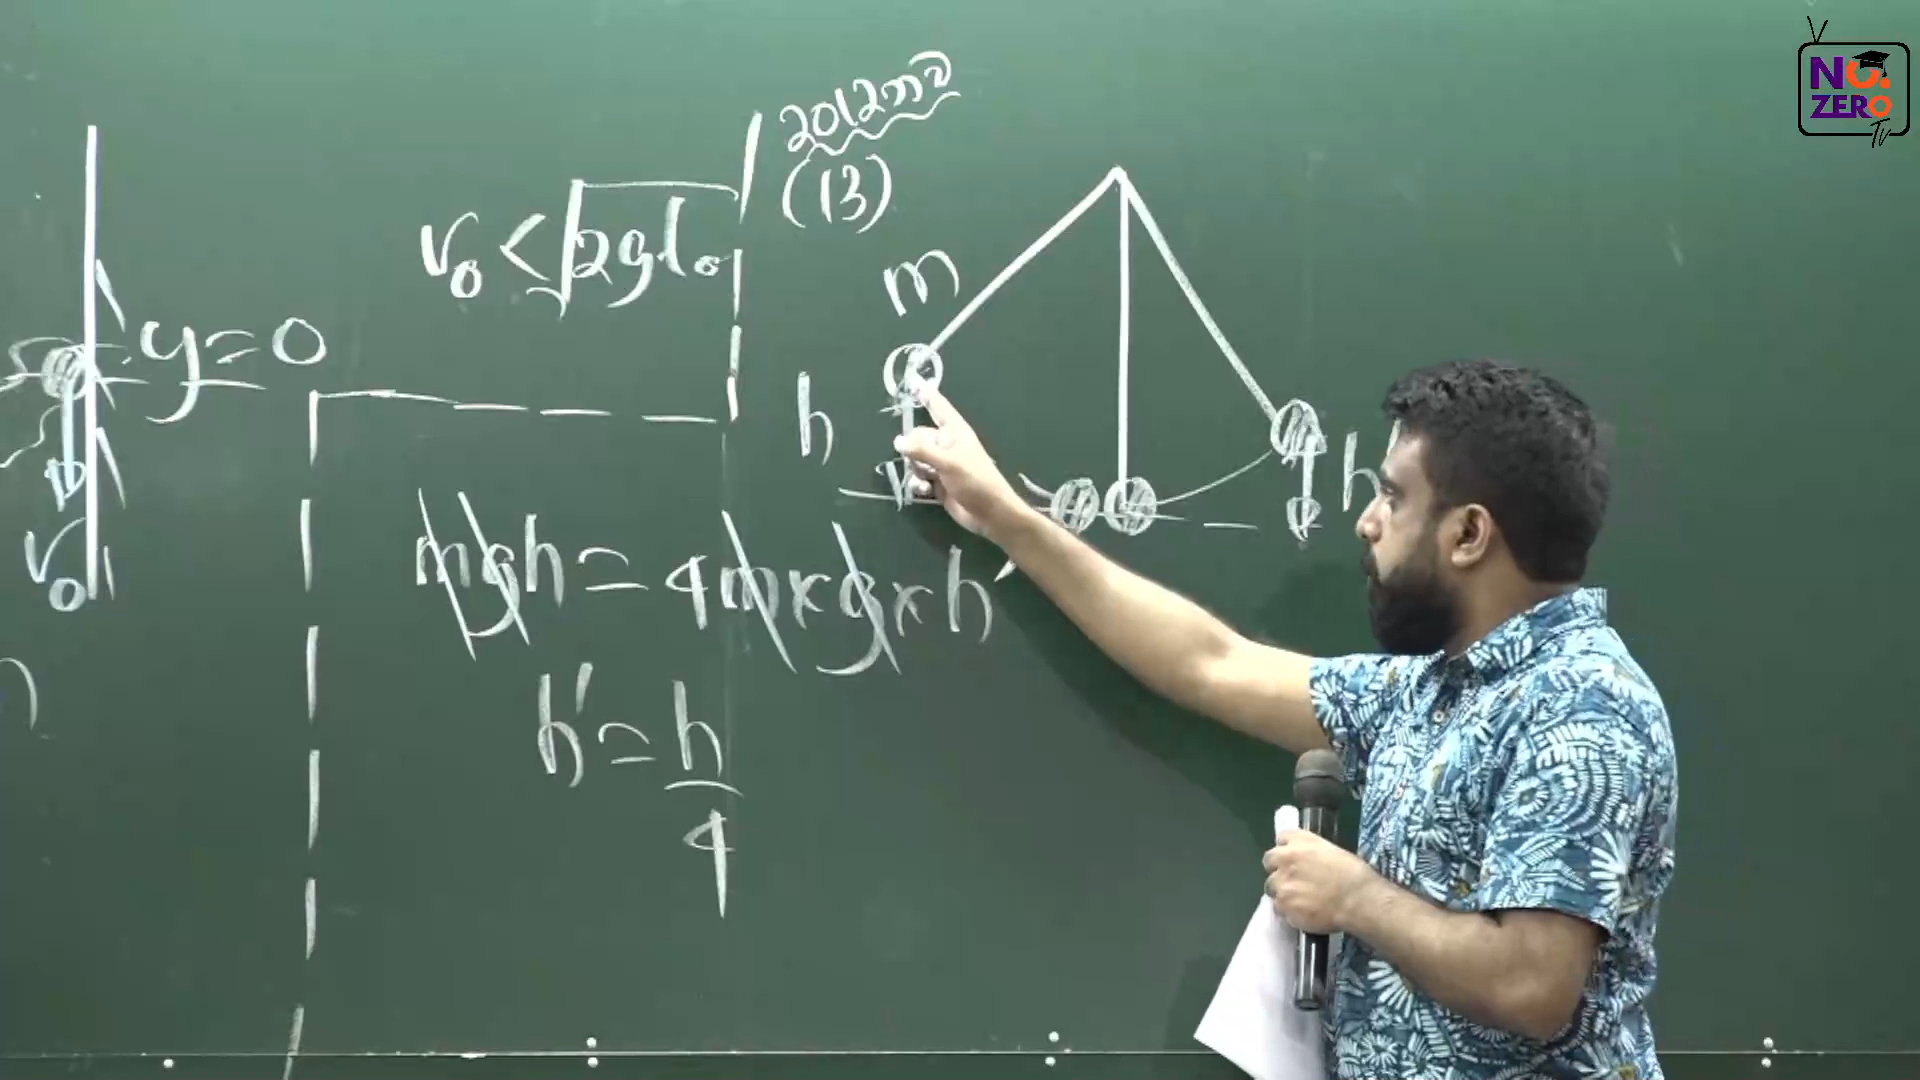 2012 නව
(13)
v₀ < √2gl₀
m
y = 0
h
h
v₀
mgh = 4m×g×h'
h' = h/4
NO.
ZERO
TV